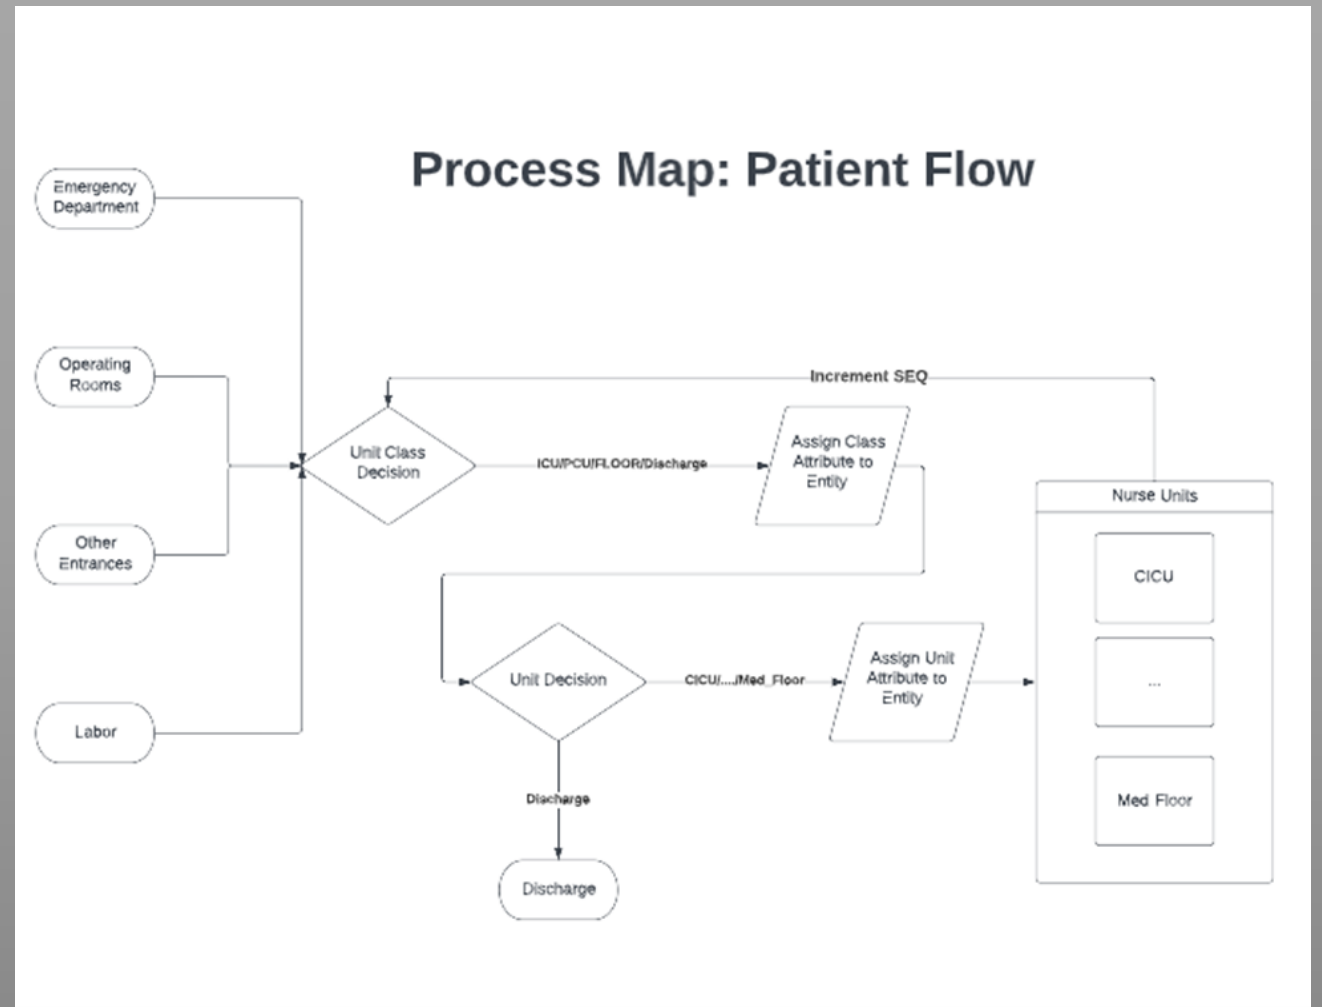 Process Map: Patient Flow
Emergency
Department
Operating
Rooms
Other
Entrances
Labor
Increment SEQ
Unit Class
Decision
ICU/PCU/FLOOR/Discharge
Assign Class
Attribute to
Entity
Unit Decision
CICU/..../Med_Floor
Assign Unit
Attribute to
Entity
Discharge
Discharge
Nurse Units
CICU
...
Med Floor